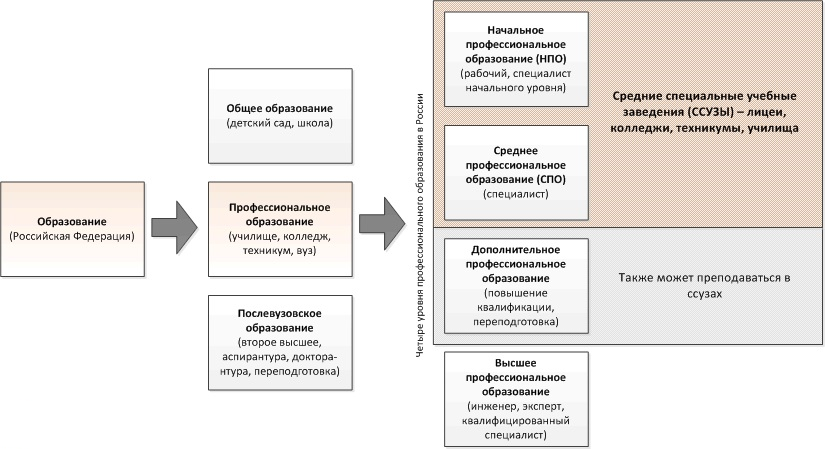 Образование
(Российская Федерация)
Общее образование
(детский сад, школа)
Профессиональное
образование
(училище, колледж,
техникум, вуз)
Послевузовское
образование
(второе высшее,
аспирантура, докторан-
тура, переподготовка)
Четыре уровня профессионального образования в России
Начальное
профессиональное
образование (НПО)
(рабочий, специалист
начального уровня)
Среднее
профессиональное
образование (СПО)
(специалист)
Средние специальные учебные
заведения (ССУЗЫ) – лицеи,
колледжи, техникумы, училища
Дополнительное
профессиональное
образование
(повышение
квалификации,
переподготовка)
Также может преподаваться в
ссузах
Высшее
профессиональное
образование
(инженер, эксперт,
квалифицированный
специалист)